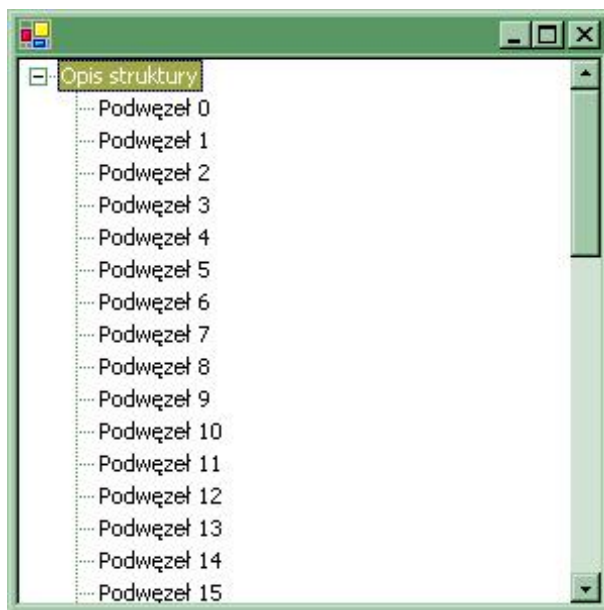 Opis struktury
Podwęzeł 0
Podwęzeł 1
Podwęzeł 2
Podwęzeł 3
Podwęzeł 4
Podwęzeł 5
Podwęzeł 6
Podwęzeł 7
Podwęzeł 8
Podwęzeł 9
Podwęzeł 10
Podwęzeł 11
Podwęzeł 12
Podwęzeł 13
Podwęzeł 14
Podwęzeł 15